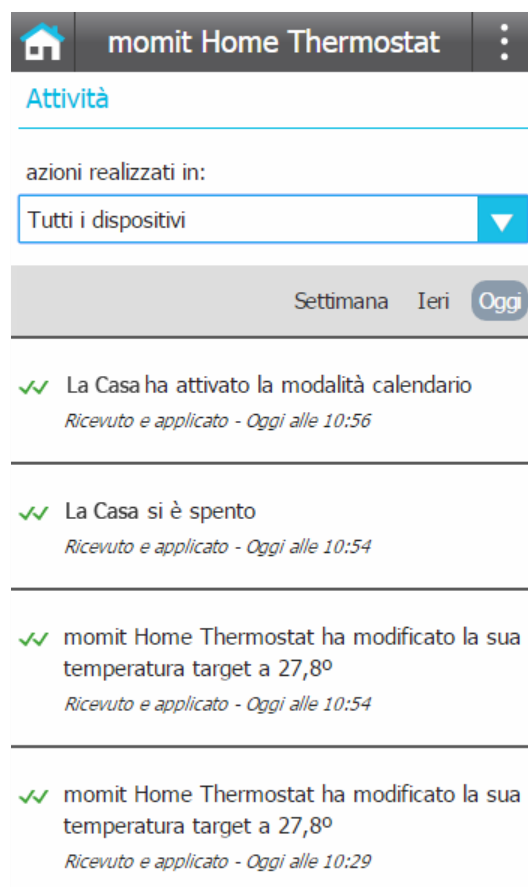 momit Home Thermostat
Attività
azioni realizzati in:
Tutti i dispositivi
Settimana Ieri Oggi
La Casa ha attivato la modalità calendario
Ricevuto e applicato - Oggi alle 10:56
La Casa si è spento
Ricevuto e applicato - Oggi alle 10:54
momit Home Thermostat ha modificato la sua
temperatura target a 27,8º
Ricevuto e applicato - Oggi alle 10:54
momit Home Thermostat ha modificato la sua
temperatura target a 27,8º
Ricevuto e applicato - Oggi alle 10:29